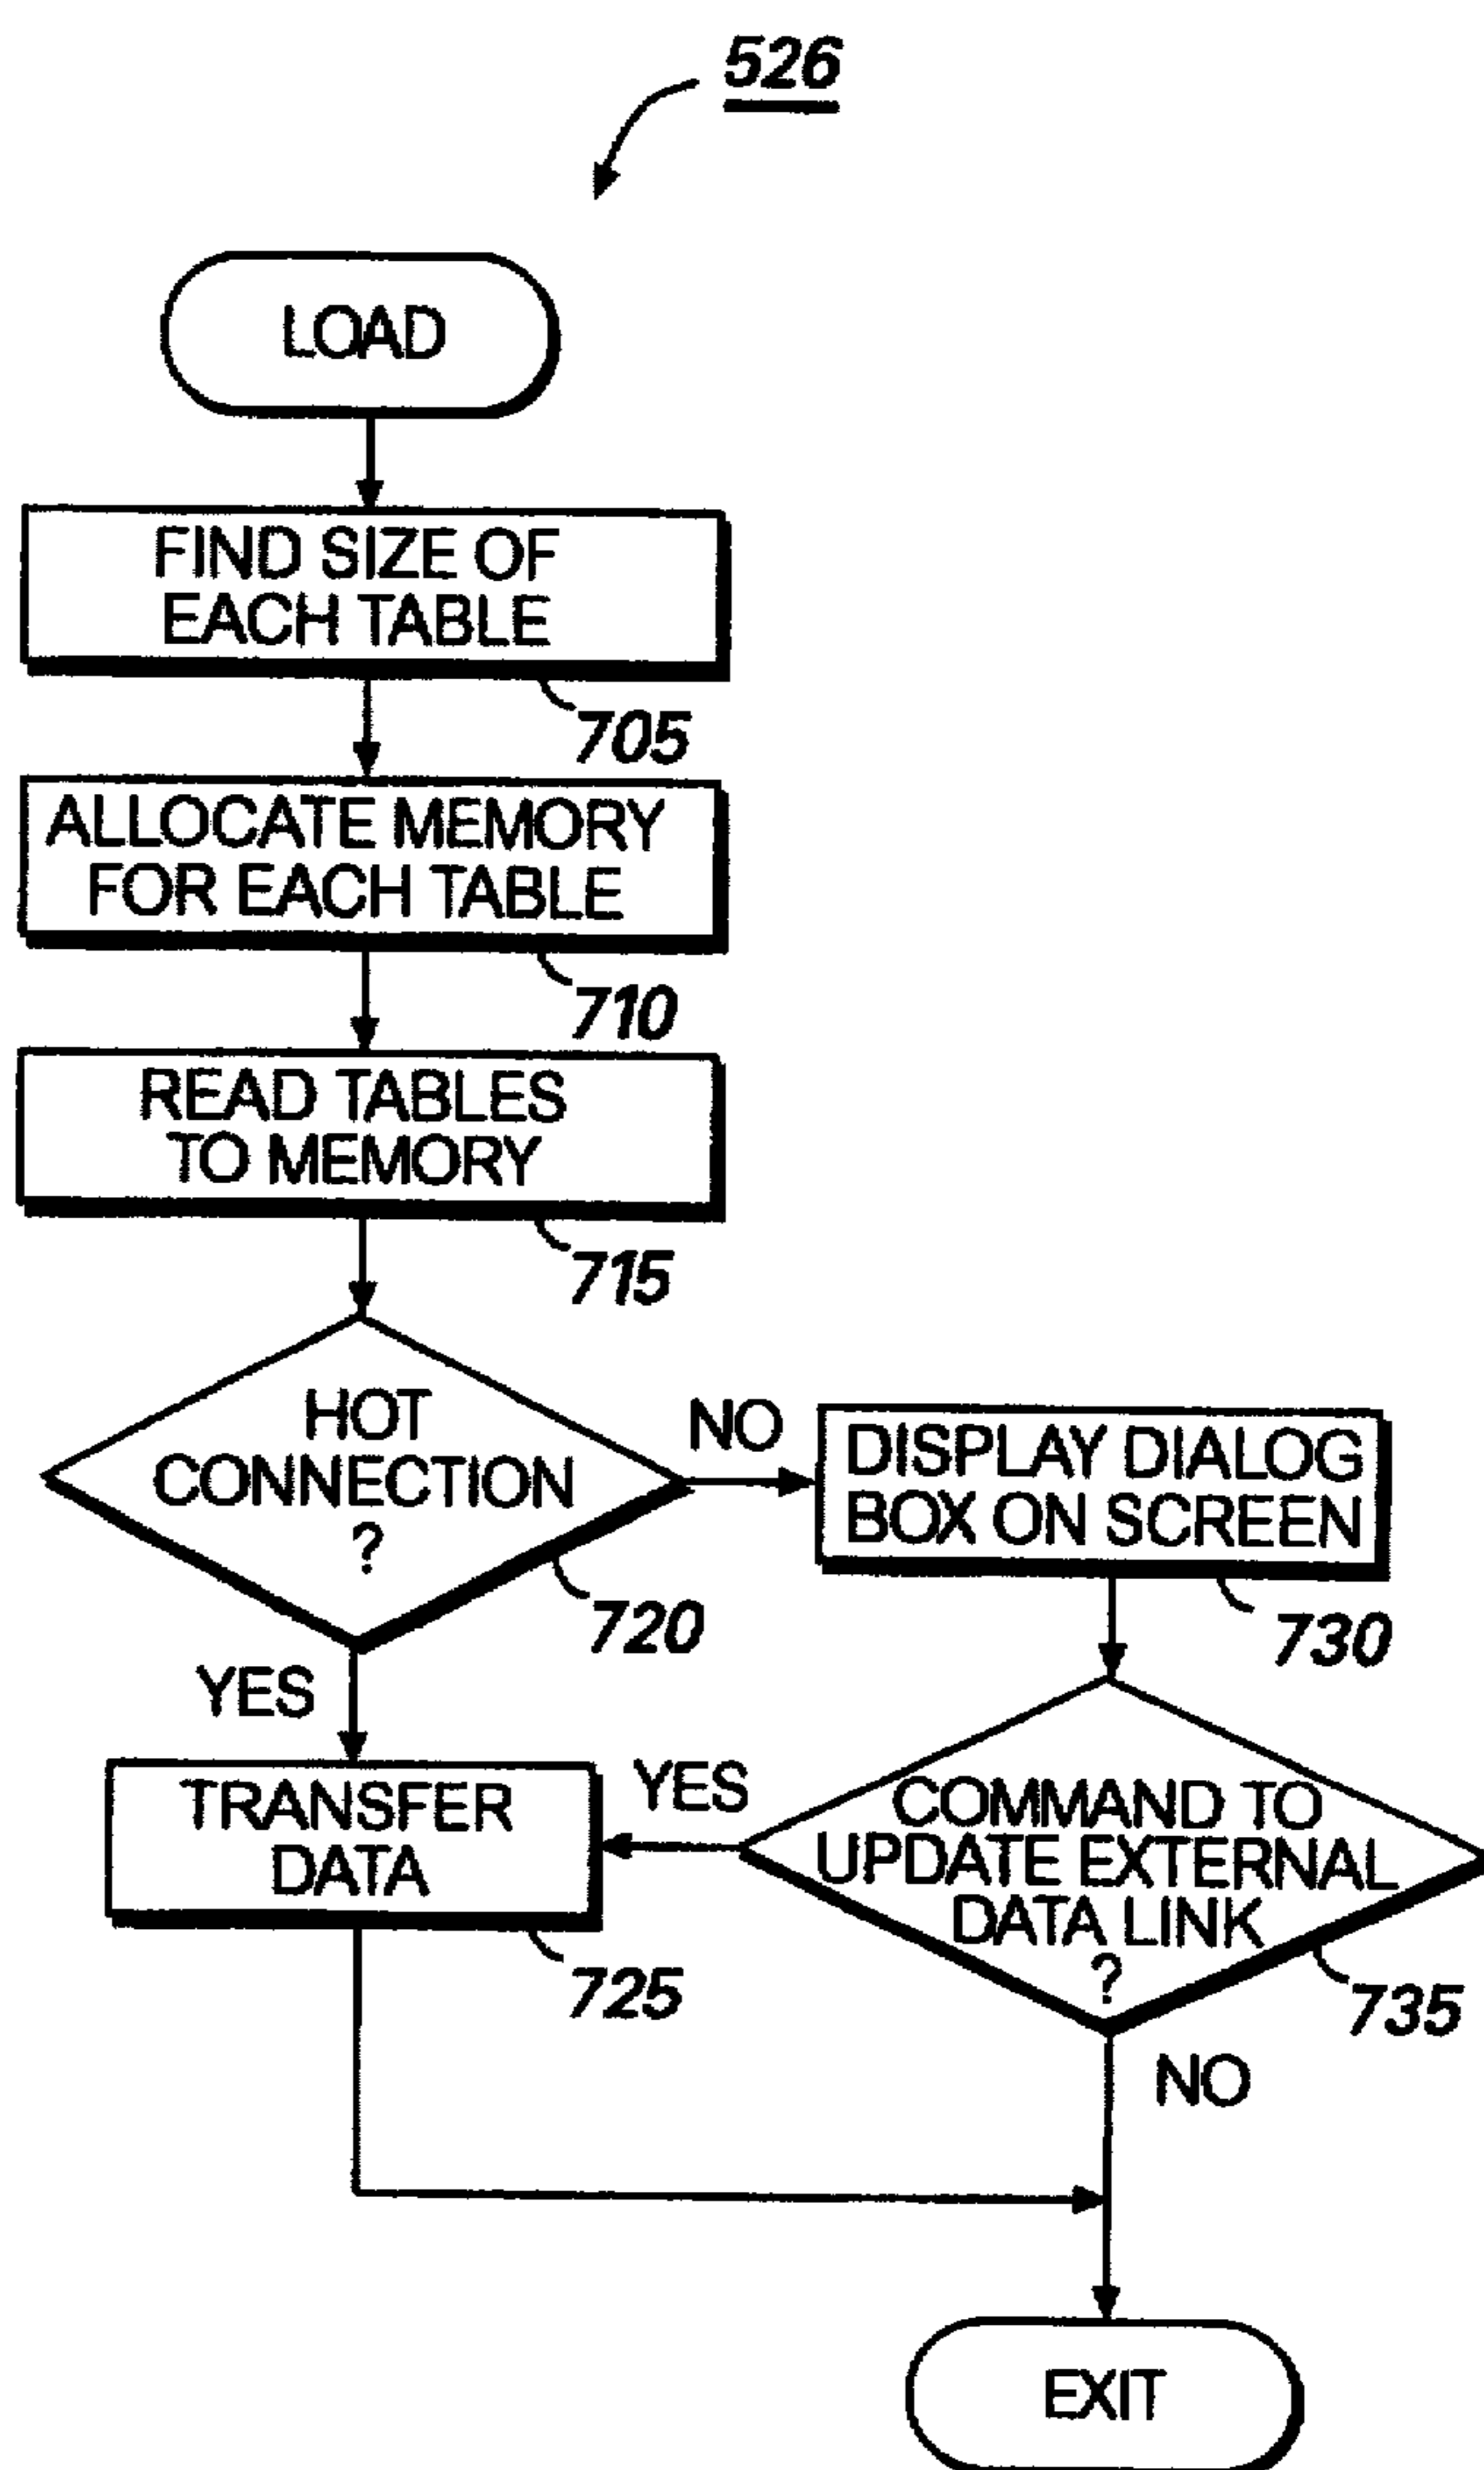 526
LOAD
FIND SIZE OF
EACH TABLE
705
ALLOCATE MEMORY
FOR EACH TABLE
710
READ TABLES
TO MEMORY
715
HOT
CONNECTION
?
720
NO
DISPLAY DIALOG
BOX ON SCREEN
730
YES
TRANSFER
DATA
725
YES
COMMAND TO
UPDATE EXTERNAL
DATA LINK
?
735
NO
EXIT